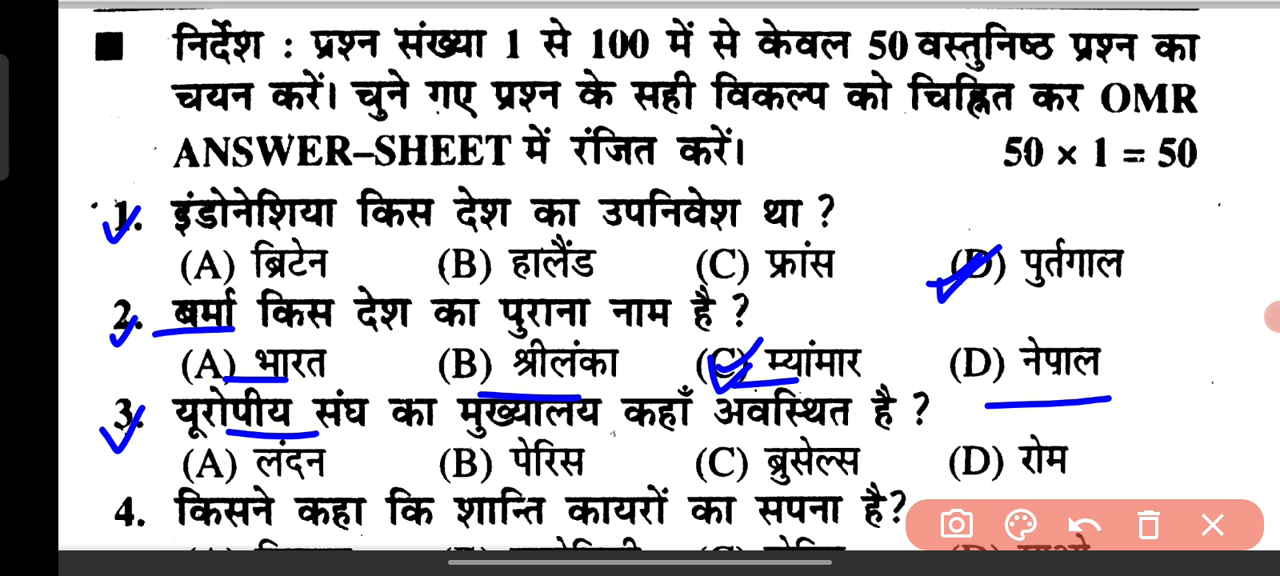 ■ निर्देश : प्रश्न संख्या 1 से 100 में से केवल 50 वस्तुनिष्ठ प्रश्न का
चयन करें। चुने गए प्रश्न के सही विकल्प को चिह्नित कर OMR
ANSWER–SHEET में रंजित करें। 50 × 1 = 50
1. इंडोनेशिया किस देश का उपनिवेश था ?
(A) ब्रिटेन (B) हालैंड (C) फ्रांस (D) पुर्तगाल
2. बर्मा किस देश का पुराना नाम है ?
(A) भारत (B) श्रीलंका (C) म्यांमार (D) नेपाल
3. यूरोपीय संघ का मुख्यालय कहाँ अवस्थित है ?
(A) लंदन (B) पेरिस (C) ब्रुसेल्स (D) रोम
4. किसने कहा कि शान्ति कायरों का सपना है?